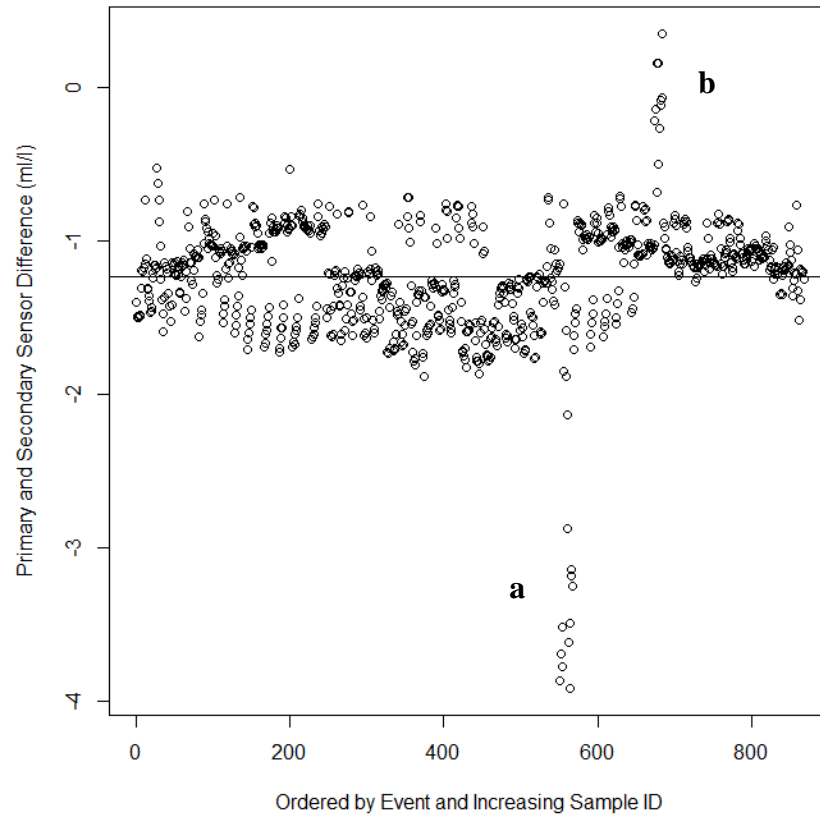 b
a
0
-1
-2
-3
-4
Primary and Secondary Sensor Difference (ml/l)
0
200
400
600
800
Ordered by Event and Increasing Sample ID